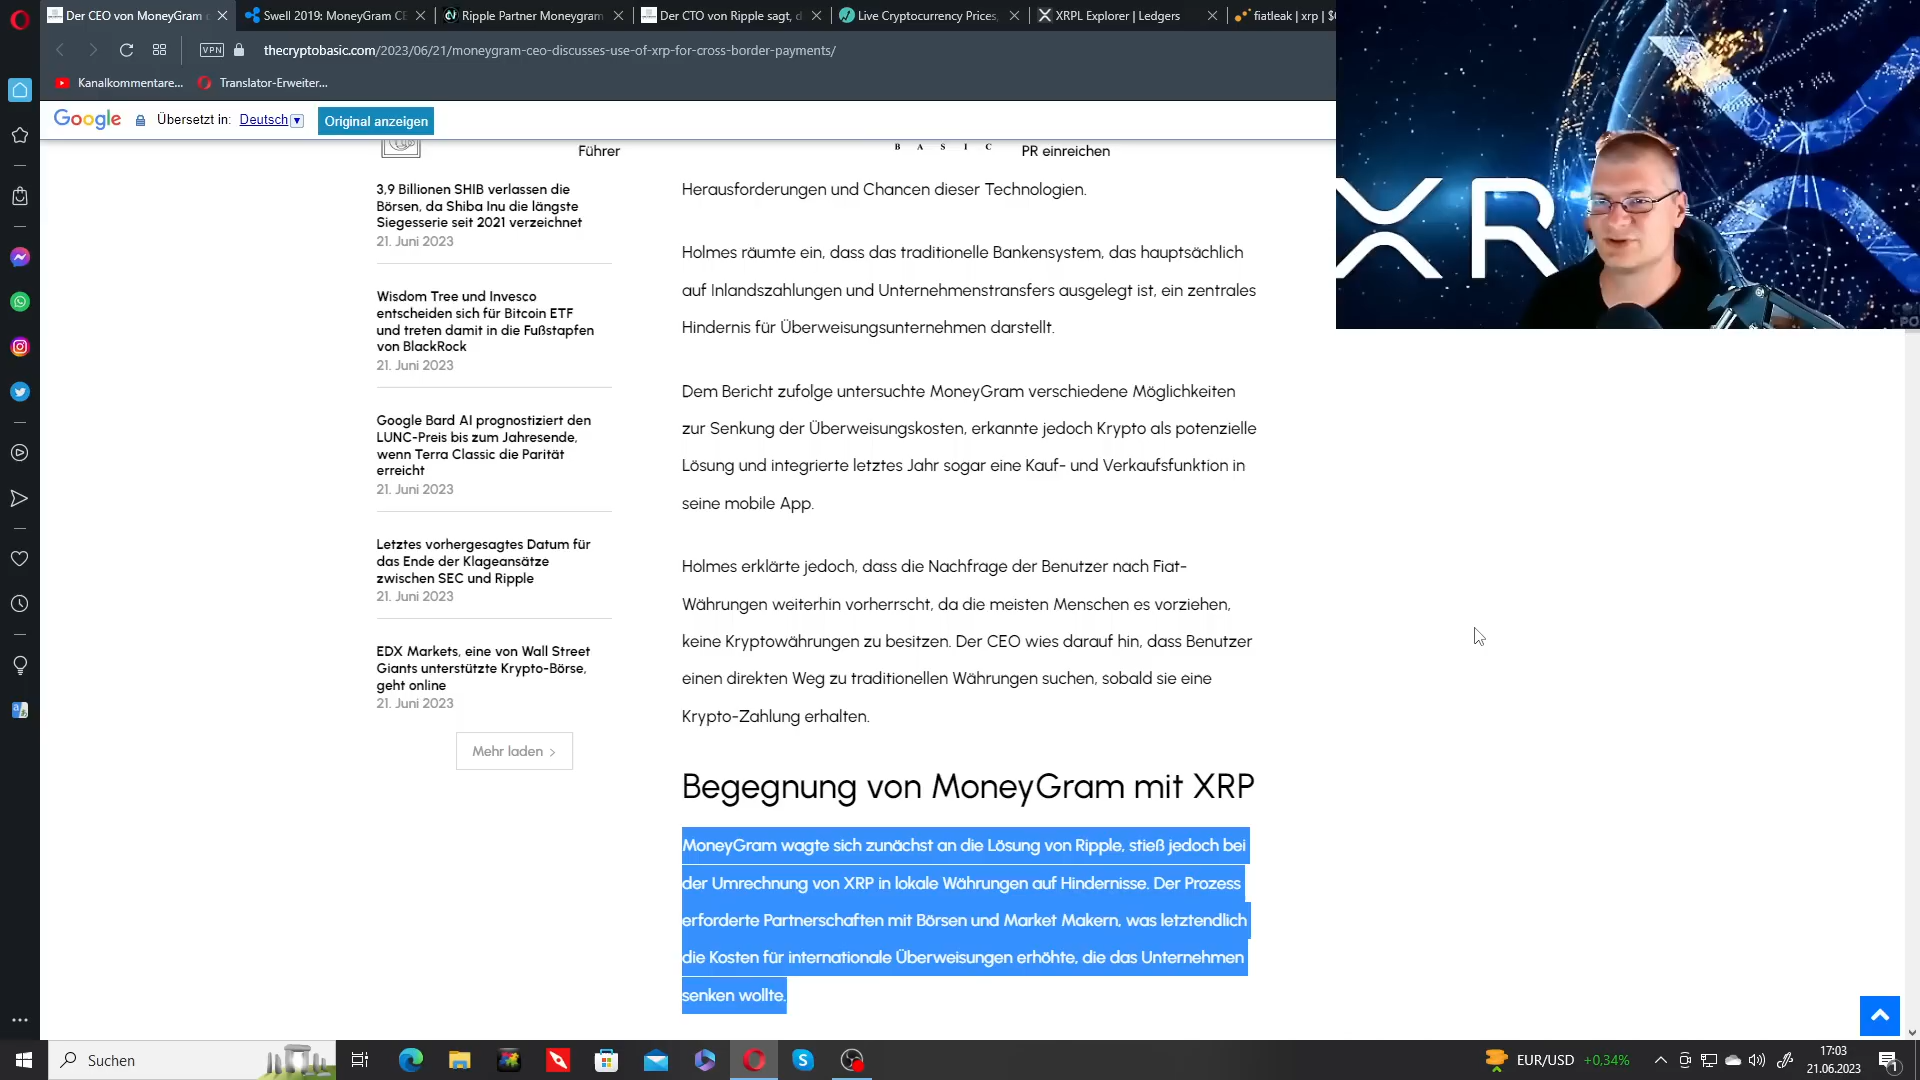 Der CEO von MoneyGram
Swell 2019: MoneyGram CE
Ripple Partner Moneygram
Der CTO von Ripple sagt, d
Live Cryptocurrency Prices,
XRPL Explorer | Ledgers
fiatleak | xrp |
VPN
thecryptobasic.com/2023/06/21/moneygram-ceo-discusses-use-of-xrp-for-cross-border-payments/
Kanalkommentare...
Translator-Erweiter...
Google
Übersetzt in:
Deutsch
Original anzeigen
Führer
BASIC
PR einreichen
3,9 Billionen SHIB verlassen die
Börsen, da Shiba Inu die längste
Siegesserie seit 2021 verzeichnet
21. Juni 2023
Wisdom Tree und Invesco
entscheiden sich für Bitcoin ETF
und treten damit in die Fußstapfen
von BlackRock
21. Juni 2023
Google Bard AI prognostiziert den
LUNC-Preis bis zum Jahresende,
wenn Terra Classic die Parität
erreicht
21. Juni 2023
Letztes vorhergesagtes Datum für
das Ende der Klageansätze
zwischen SEC und Ripple
21. Juni 2023
EDX Markets, eine von Wall Street
Giants unterstützte Krypto-Börse,
geht online
21. Juni 2023
Mehr laden
Herausforderungen und Chancen dieser Technologien.
Holmes räumte ein, dass das traditionelle Bankensystem, das hauptsächlich
auf Inlandszahlungen und Unternehmenstransfers ausgelegt ist, ein zentrales
Hindernis für Überweisungsunternehmen darstellt.
Dem Bericht zufolge untersuchte MoneyGram verschiedene Möglichkeiten
zur Senkung der Überweisungskosten, erkannte jedoch Krypto als potenzielle
Lösung und integrierte letztes Jahr sogar eine Kauf- und Verkaufsfunktion in
seine mobile App.
Holmes erklärte jedoch, dass die Nachfrage der Benutzer nach Fiat-
Währungen weiterhin vorherrscht, da die meisten Menschen es vorziehen,
keine Kryptowährungen zu besitzen. Der CEO wies darauf hin, dass Benutzer
einen direkten Weg zu traditionellen Währungen suchen, sobald sie eine
Krypto-Zahlung erhalten.
Begegnung von MoneyGram mit XRP
MoneyGram wagte sich zunächst an die Lösung von Ripple, stieß jedoch bei
der Umrechnung von XRP in lokale Währungen auf Hindernisse. Der Prozess
erforderte Partnerschaften mit Börsen und Market Makern, was letztendlich
die Kosten für internationale Überweisungen erhöhte, die das Unternehmen
senken wollte.
XR
Suchen
EUR/USD +0,34%
17:03
21.06.2023
1